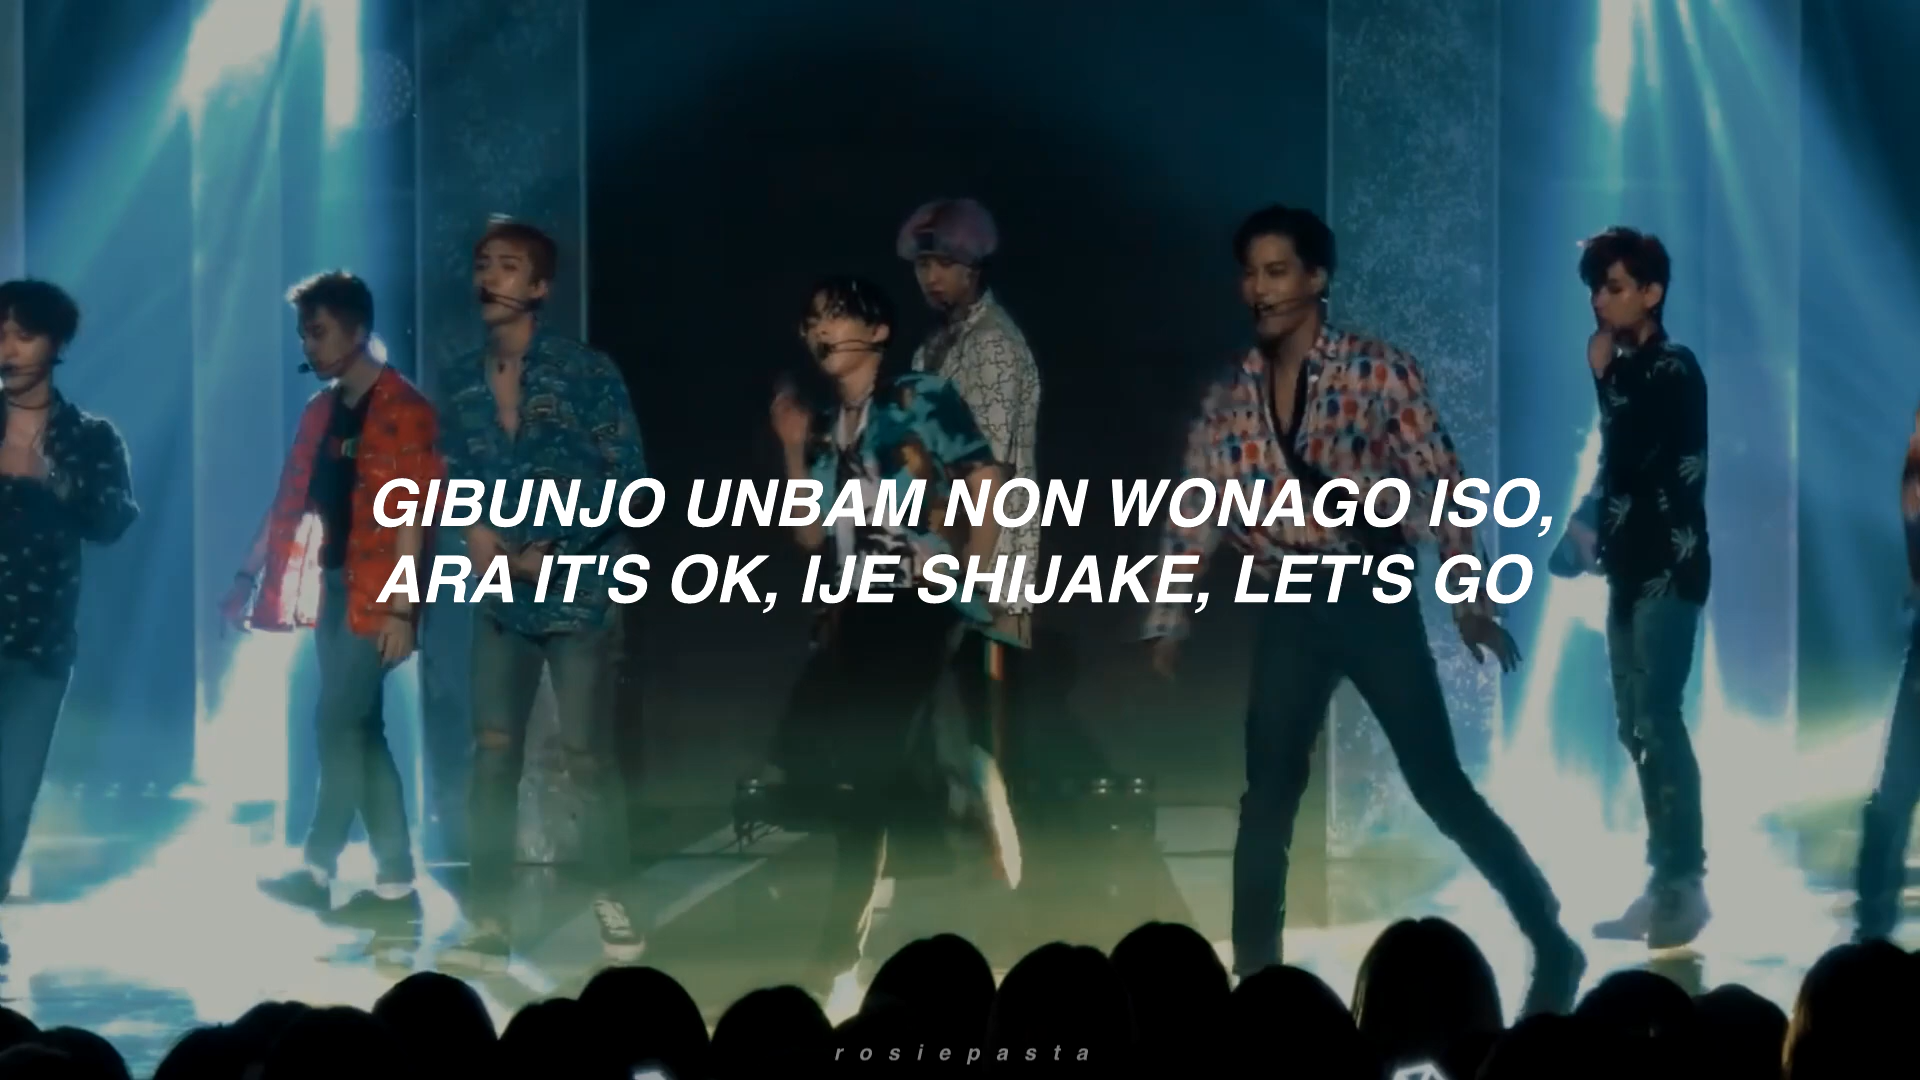 GIBUNJO UNBAM NON WONAGO ISO,
ARA IT'S OK, IJE SHIJAKE, LET'S GO
rosiepasta